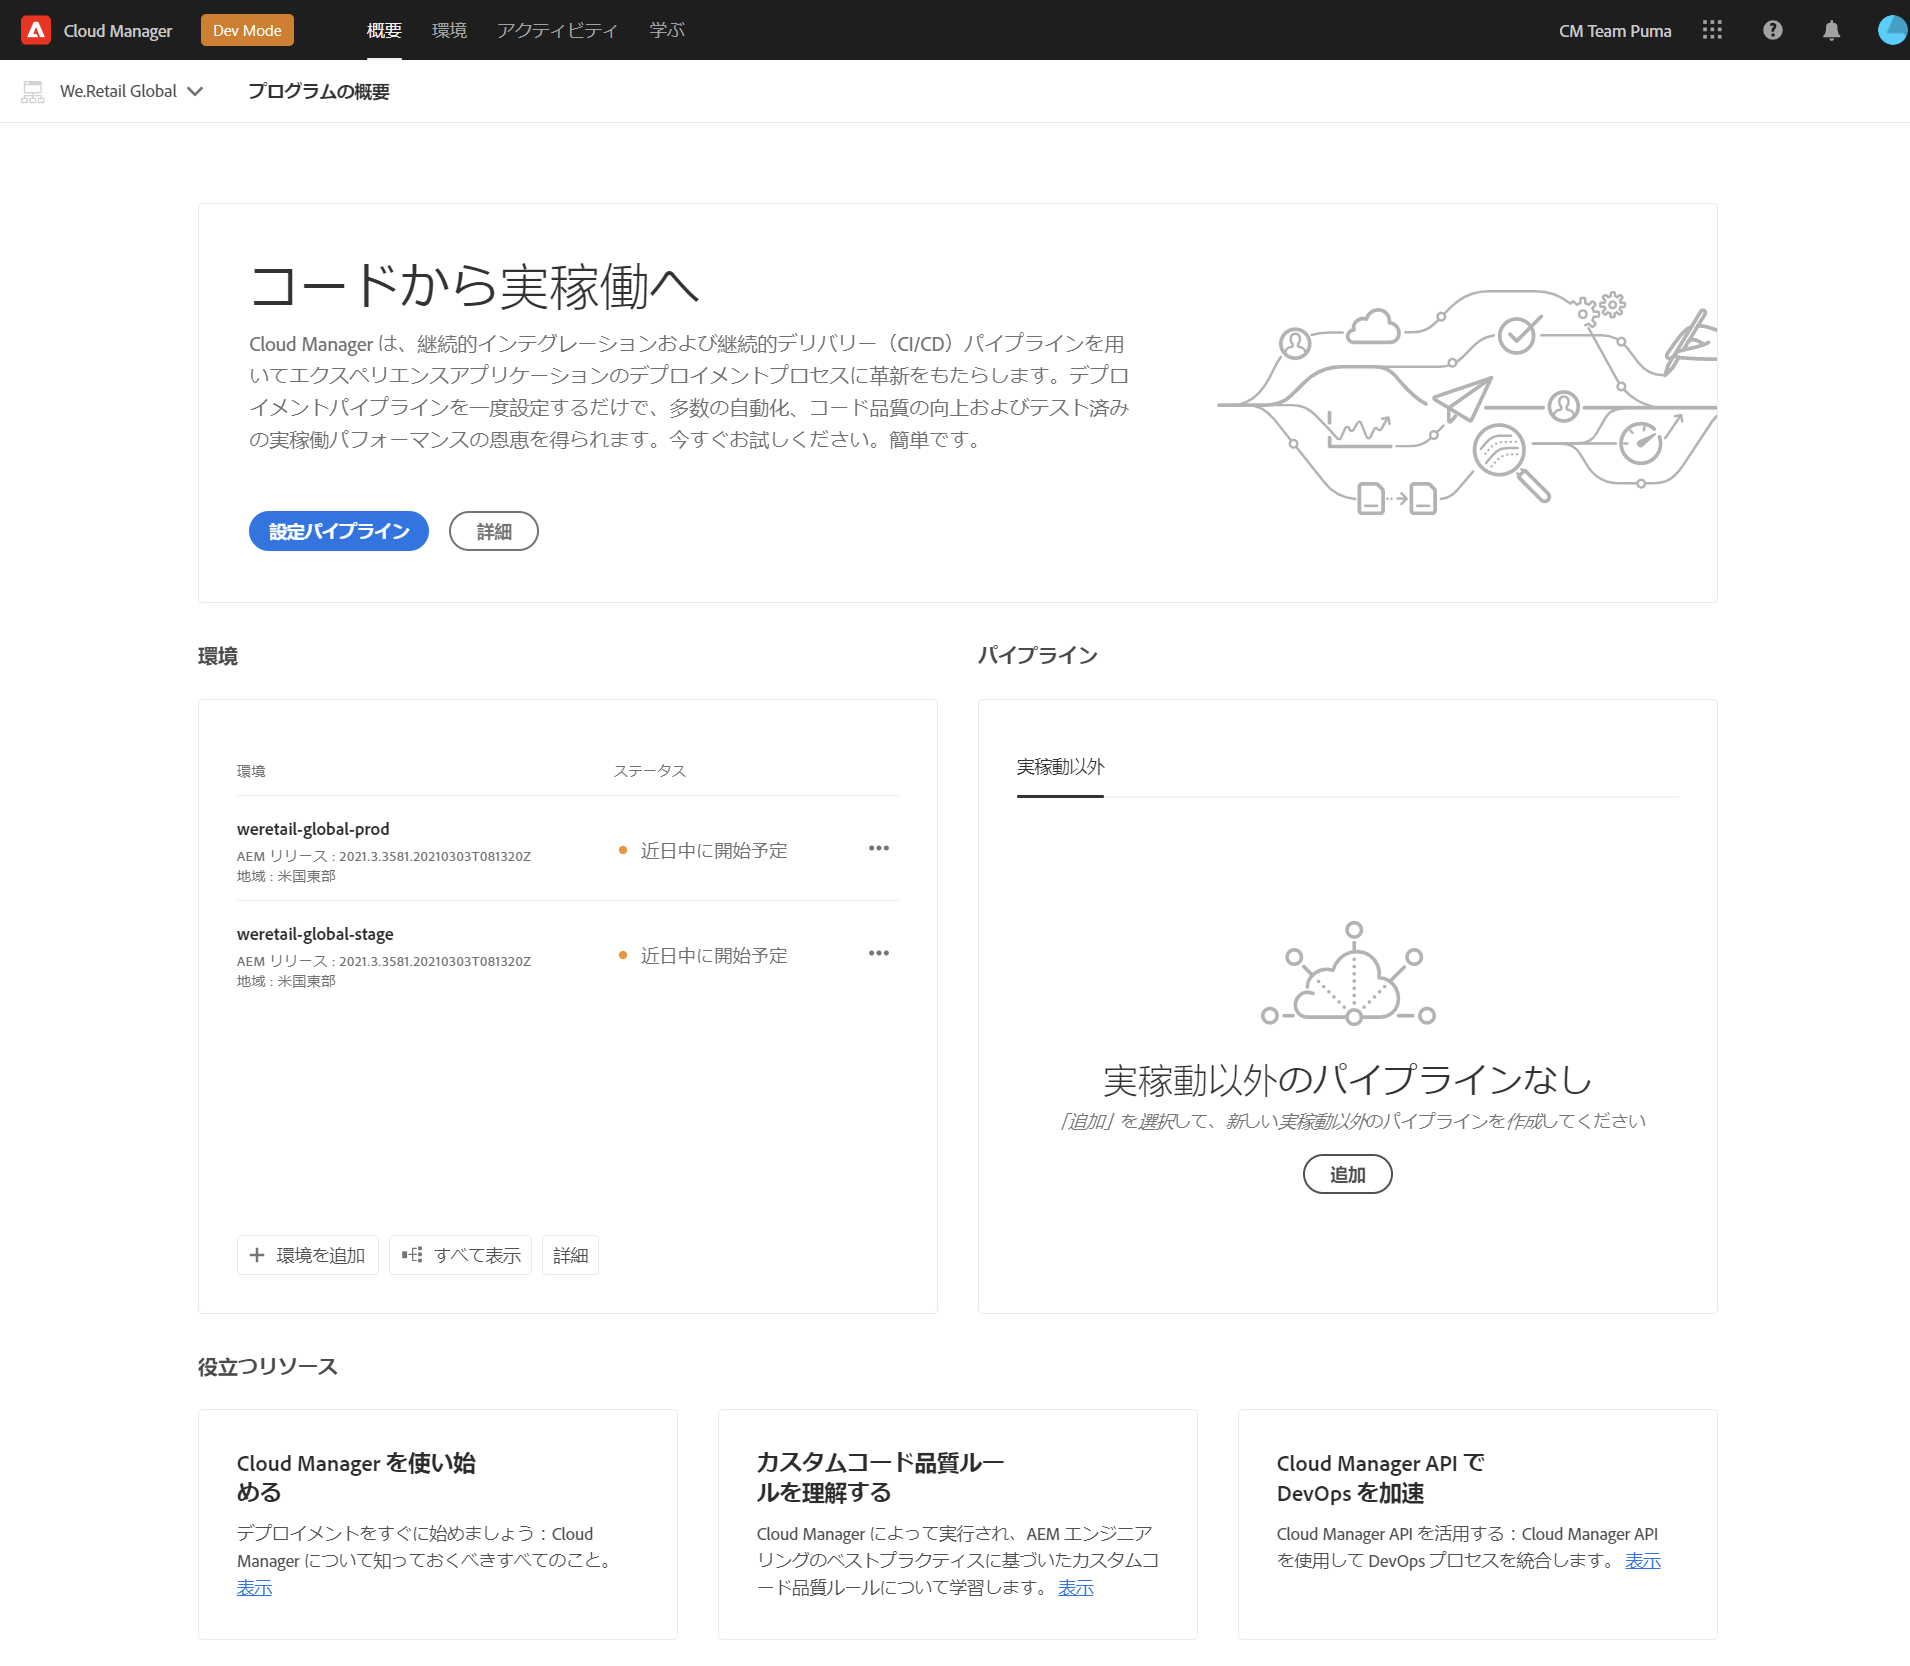 Cloud Manager
Dev Mode
概要
環境
アクティビティ
学ぶ
CM Team Puma
We.Retail Global
プログラムの概要
コードから実稼働へ
Cloud Manager は、継続的インテグレーションおよび継続的デリバリー（CI/CD）パイプラインを用
いてエクスペリエンスアプリケーションのデプロイメントプロセスに革新をもたらします。デプロ
イメントパイプラインを一度設定するだけで、多数の自動化、コード品質の向上およびテスト済み
の実稼働パフォーマンスの恩恵を得られます。今すぐお試しください。簡単です。
設定パイプライン
詳細
環境
環境
ステータス
weretail-global-prod
AEM リリース : 2021.3.3581.20210303T081320Z
地域 : 米国東部
近日中に開始予定
weretail-global-stage
AEM リリース : 2021.3.3581.20210303T081320Z
地域 : 米国東部
近日中に開始予定
環境を追加
すべて表示
詳細
パイプライン
実稼動以外
実稼動以外のパイプラインなし
「追加」を選択して、新しい実稼動以外のパイプラインを作成してください
追加
役立つリソース
Cloud Manager を使い始
める
デプロイメントをすぐに始めましょう：Cloud
Manager について知っておくべきすべてのこと。
表示
カスタムコード品質ルー
ルを理解する
Cloud Manager によって実行され、AEM エンジニア
リングのベストプラクティスに基づいたカスタムコ
ード品質ルールについて学習します。 表示
Cloud Manager API で
DevOps を加速
Cloud Manager API を活用する：Cloud Manager API
を使用して DevOps プロセスを統合します。 表示